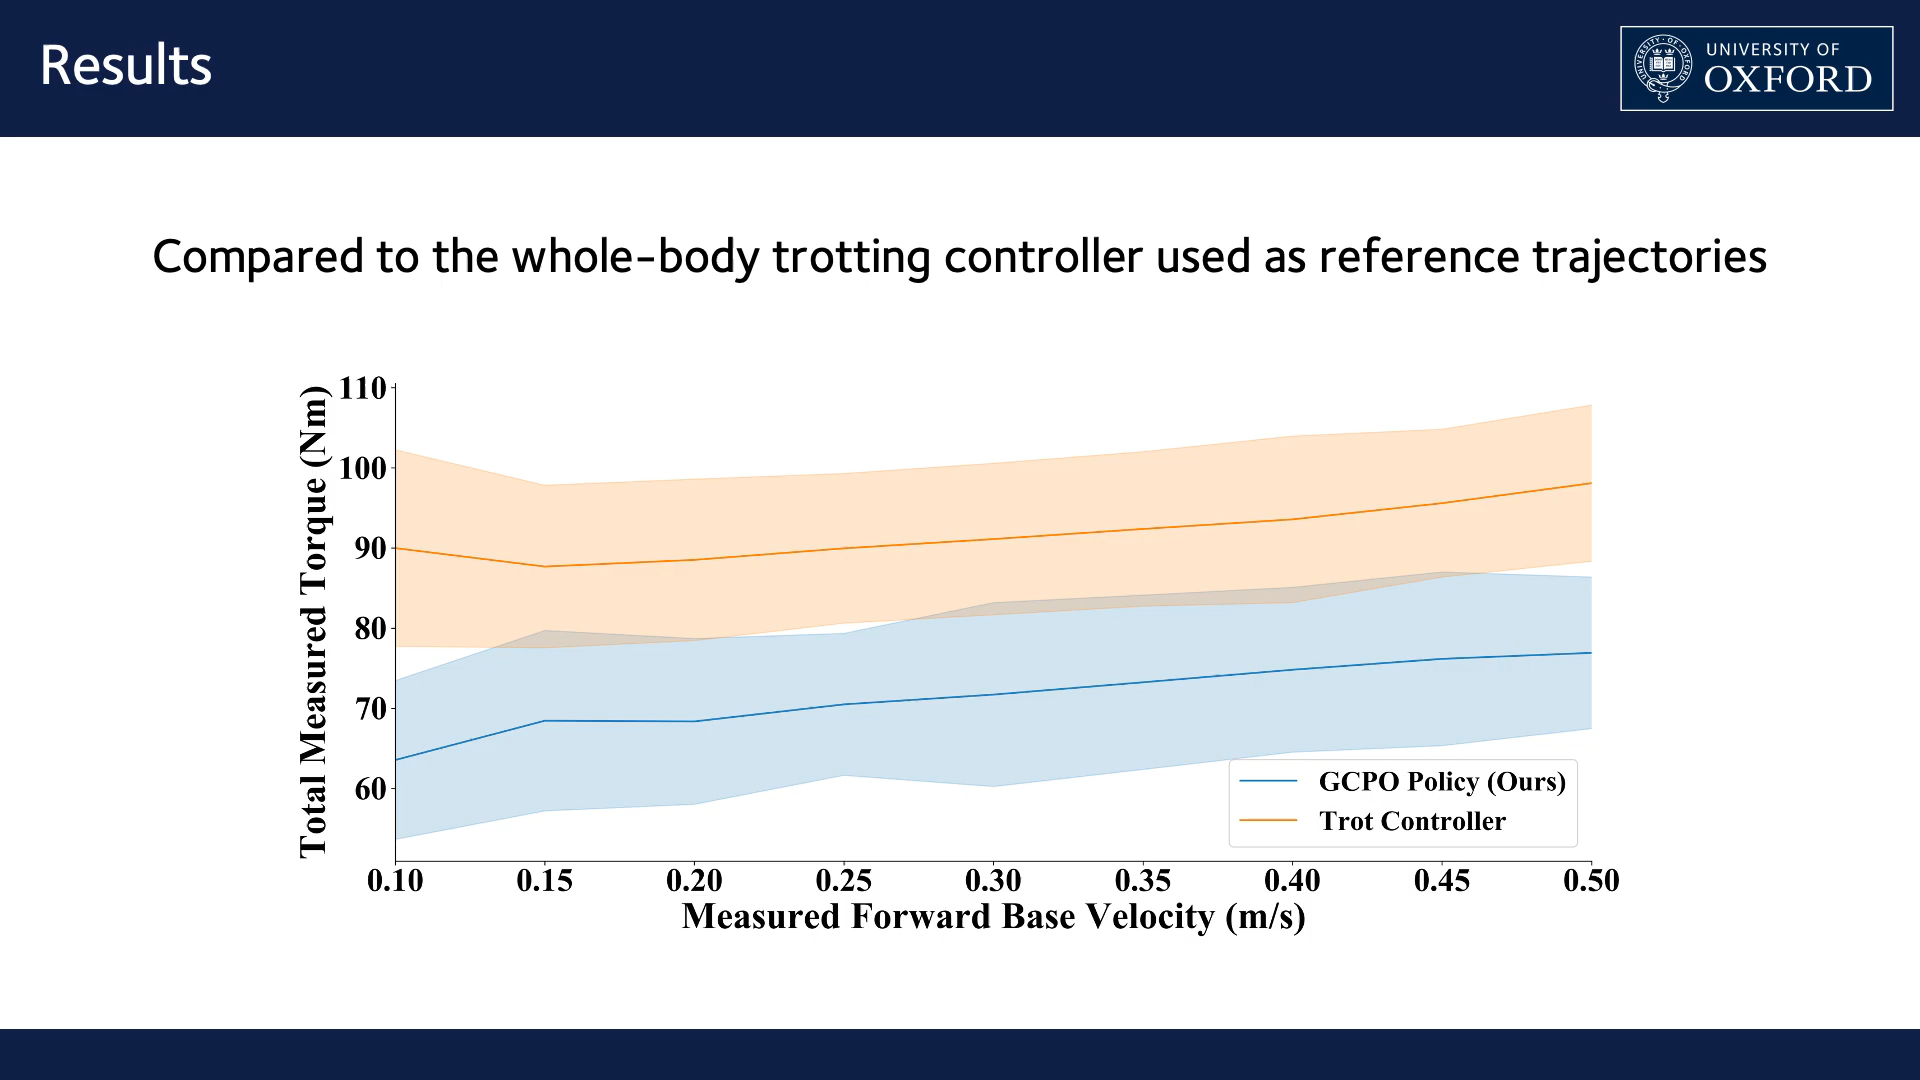 Results
UNIVERSITY OF
OXFORD
Compared to the whole-body trotting controller used as reference trajectories
Total Measured Torque (Nm)
110
100
90
80
70
60
GCPO Policy (Ours)
Trot Controller
0.10 0.15 0.20 0.25 0.30 0.35 0.40 0.45 0.50
Measured Forward Base Velocity (m/s)